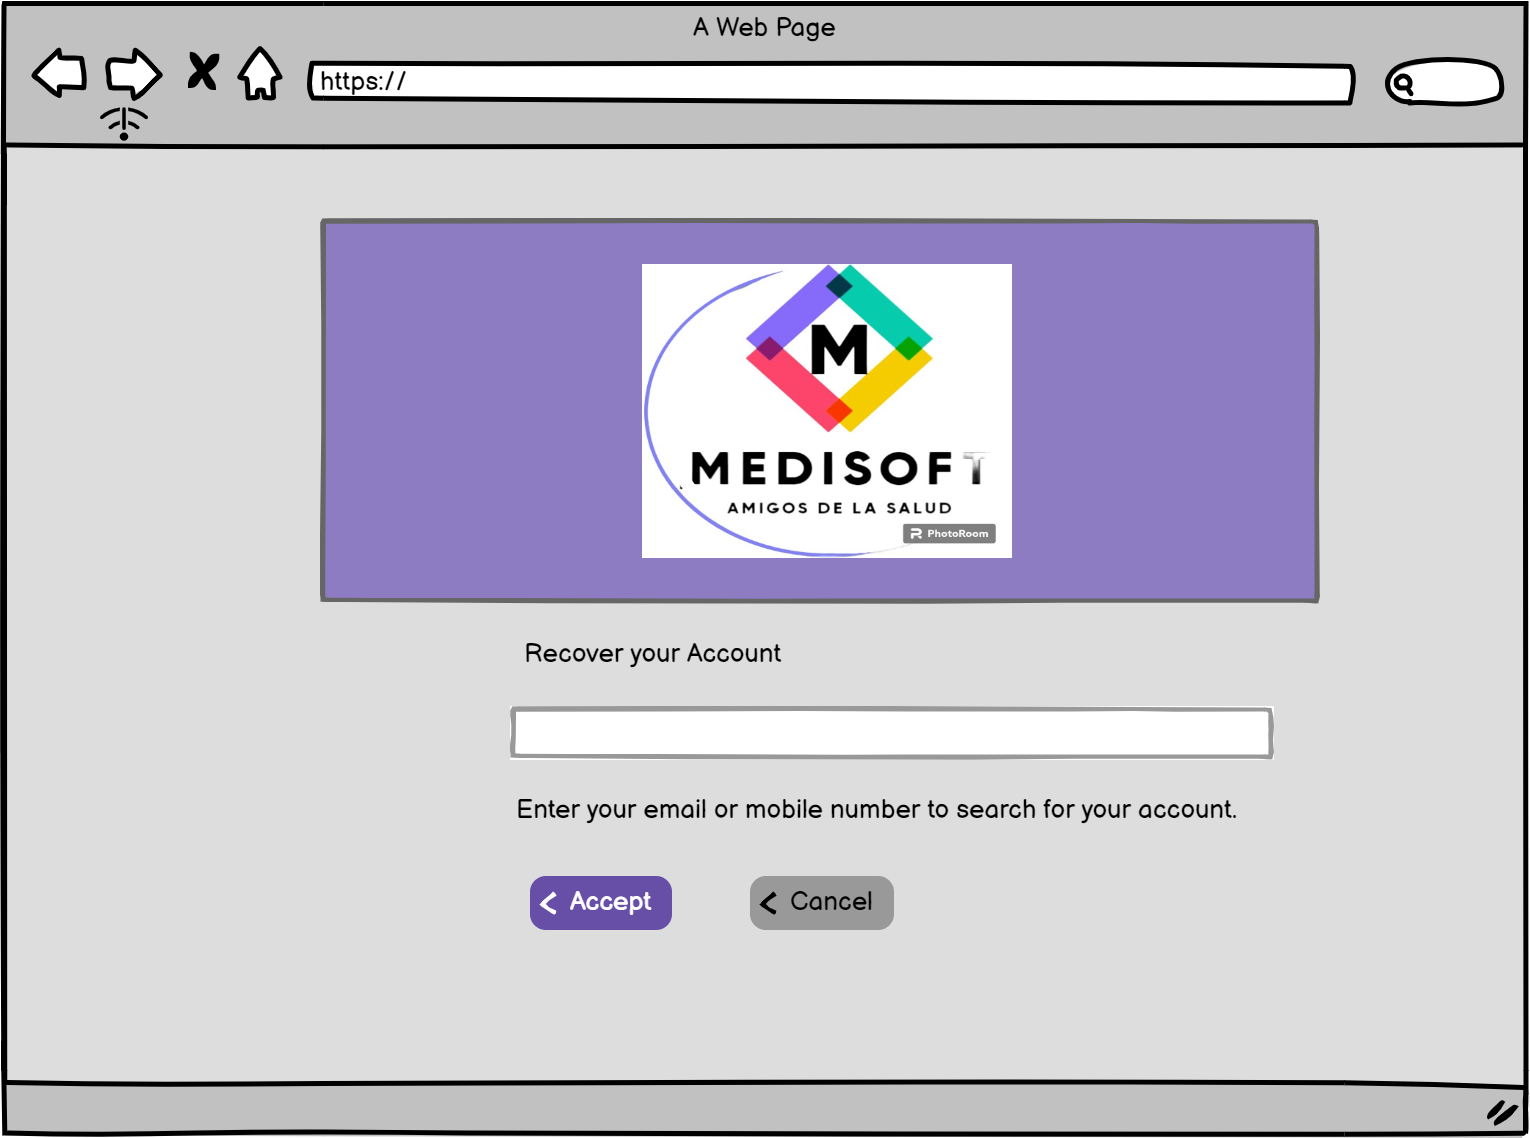 A Web Page
https://
M
MEDISOFT
AMIGOS DE LA SALUD
PhotoRoom
Recover your Account
Enter your email or mobile number to search for your account.
Accept
Cancel